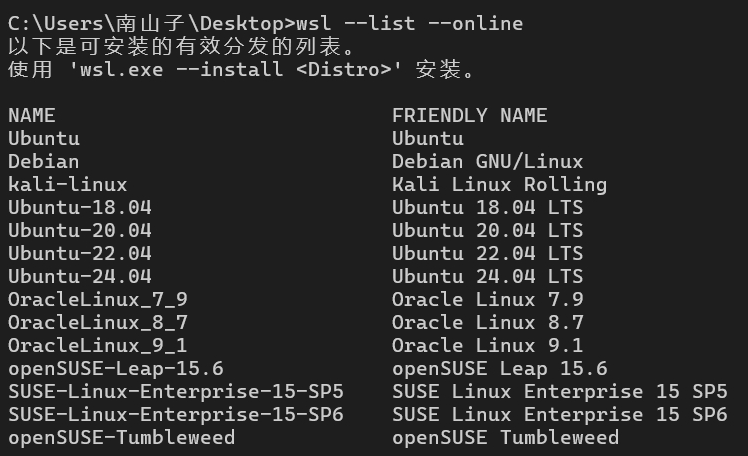 C:\Users\南山子\Desktop>wsl --list --online
以下是可安装的有效分发的列表。
使用 'wsl.exe --install <Distro>' 安装。

NAME                            FRIENDLY NAME
Ubuntu                          Ubuntu
Debian                          Debian GNU/Linux
kali-linux                      Kali Linux Rolling
Ubuntu-18.04                    Ubuntu 18.04 LTS
Ubuntu-20.04                    Ubuntu 20.04 LTS
Ubuntu-22.04                    Ubuntu 22.04 LTS
Ubuntu-24.04                    Ubuntu 24.04 LTS
OracleLinux_7_9                 Oracle Linux 7.9
OracleLinux_8_7                 Oracle Linux 8.7
OracleLinux_9_1                 Oracle Linux 9.1
openSUSE-Leap-15.6              openSUSE Leap 15.6
SUSE-Linux-Enterprise-15-SP5    SUSE Linux Enterprise 15 SP5
SUSE-Linux-Enterprise-15-SP6    SUSE Linux Enterprise 15 SP6
openSUSE-Tumbleweed             openSUSE Tumbleweed